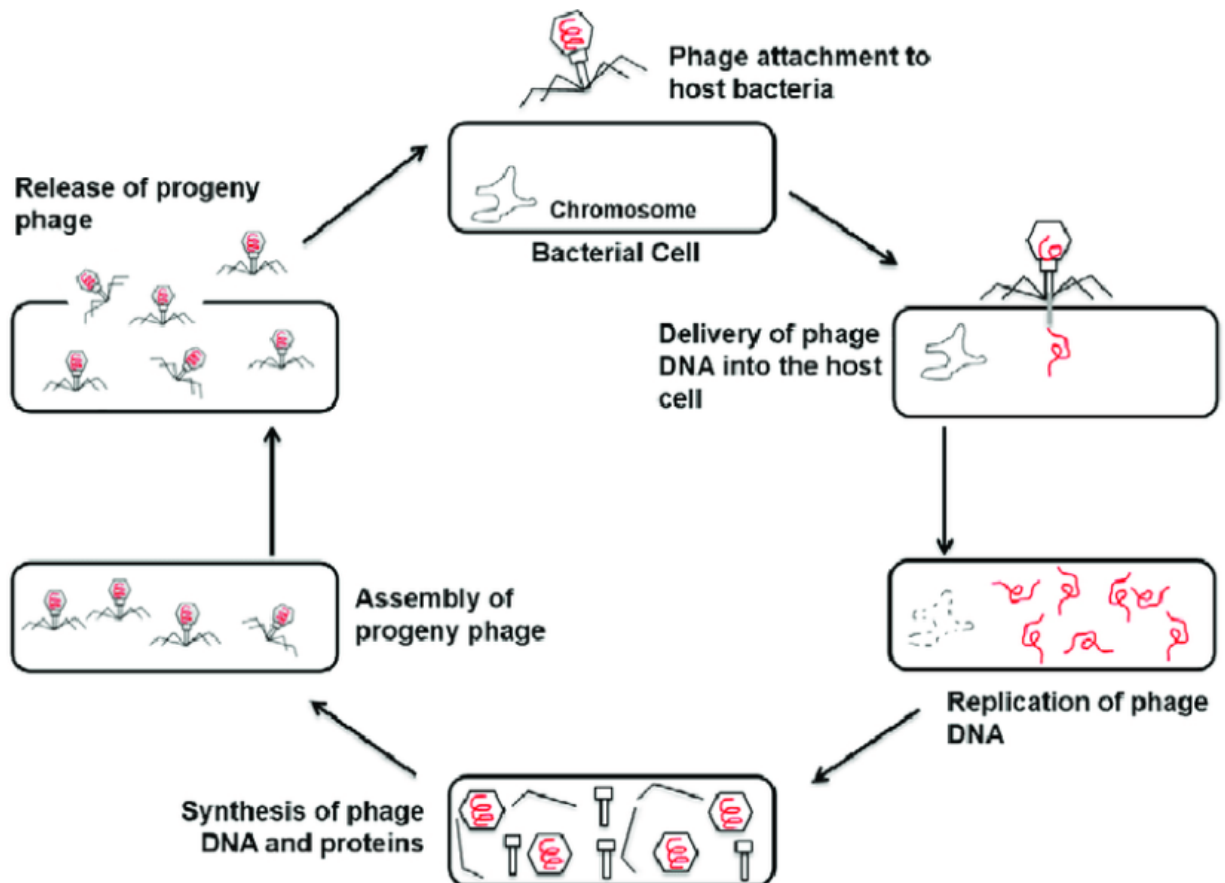 Phage attachment to
host bacteria
Chromosome
Bacterial Cell
Delivery of phage
DNA into the host
cell
Replication of phage
DNA
Synthesis of phage
DNA and proteins
Assembly of
progeny phage
Release of progeny
phage